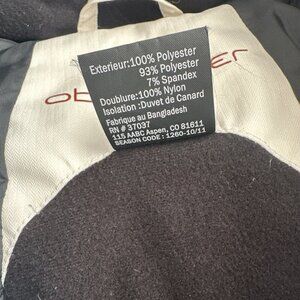 Exterieur:100% Polyester
93% Polyester
7% Spandex
Doublure:100% Nylon
Isolation :Duvet de Canard
Fabrique au Bangladesh
RN # 37037
115 AABC Aspen, CO 81611
SEASON CODE : 1260-10/11